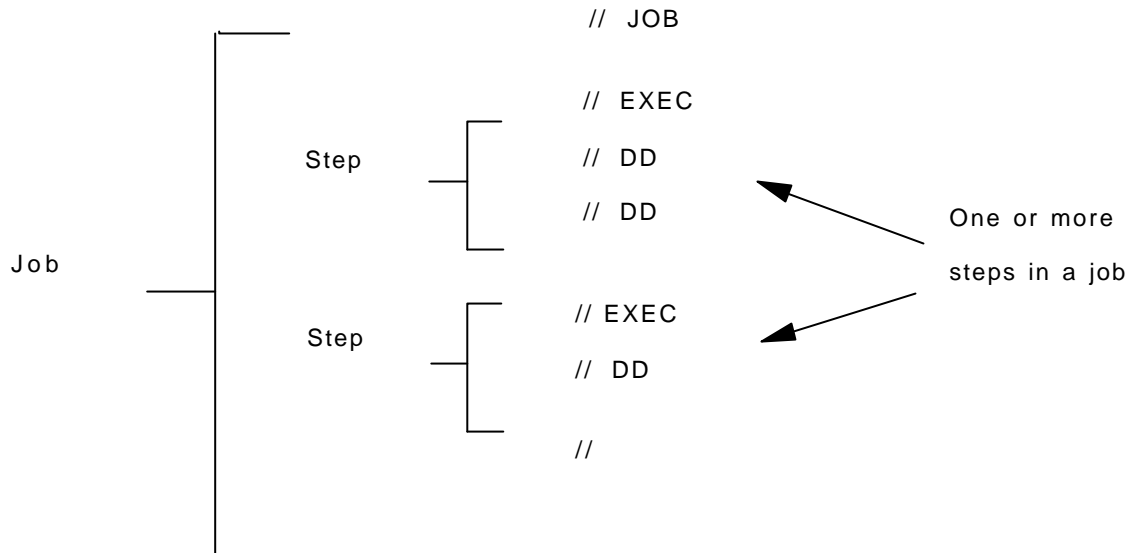 // JOB
// EXEC
Step
// DD
// DD
One or more
steps in a job
Job
// EXEC
Step
// DD
//